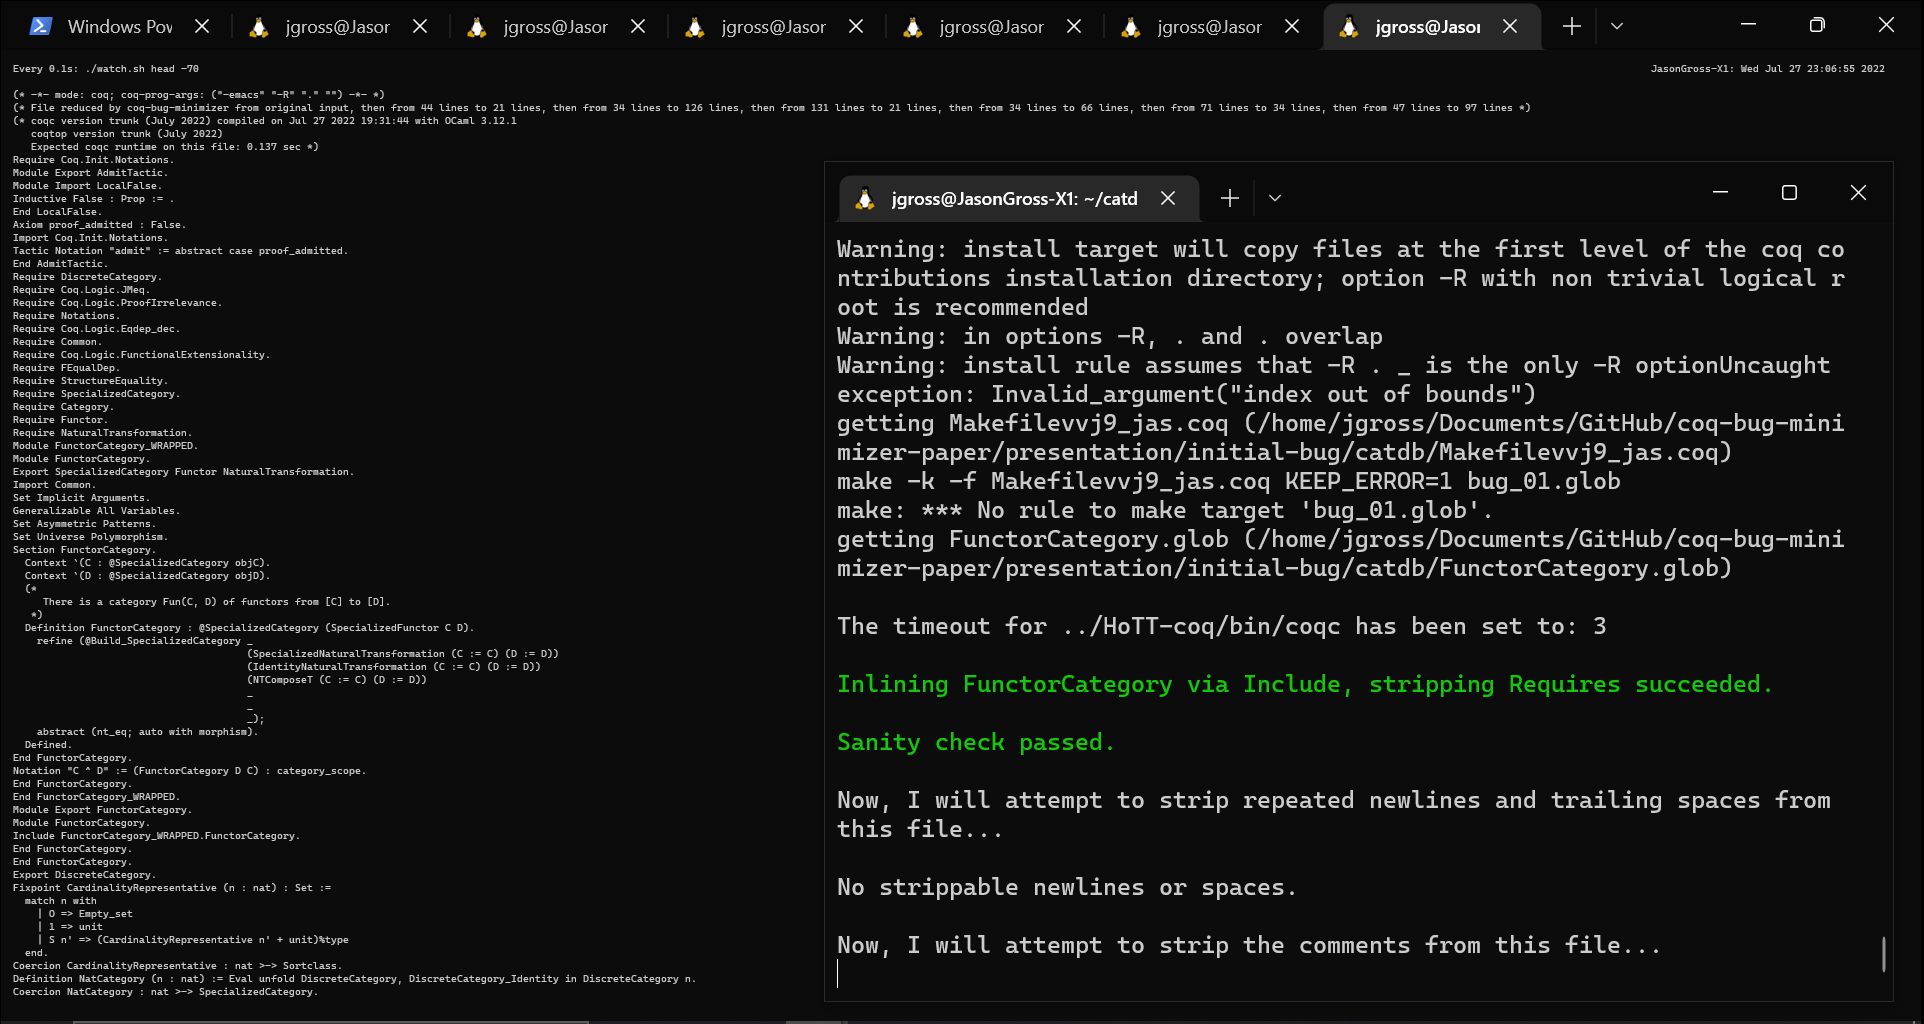 Windows Pow
jgross@Jasor
jgross@Jasor
jgross@Jasor
jgross@Jasor
jgross@Jasor
jgross@Jasor
Every 0.1s: ./watch.sh head -70
JasonGross-X1: Wed Jul 27 23:06:55 2022
(* -*- mode: coq; coq-prog-args: ("-emacs" "-R" "." "") -*- *)
(* File reduced by coq-bug-minimizer from original input, then from 44 lines to 21 lines, then from 34 lines to 126 lines, then from 131 lines to 21 lines, then from 34 lines to 66 lines, then from 71 lines to 34 lines, then from 47 lines to 97 lines *)
(* coqc version trunk (July 2022) compiled on Jul 27 2022 19:31:44 with OCaml 3.12.1
coqtop version trunk (July 2022)
Expected coqc runtime on this file: 0.137 sec *)
Require Coq.Init.Notations.
Module Export AdmitTactic.
Module Import LocalFalse.
Inductive False : Prop := .
End LocalFalse.
Axiom proof_admitted : False.
Import Coq.Init.Notations.
Tactic Notation "admit" := abstract case proof_admitted.
End AdmitTactic.
Require DiscreteCategory.
Require Coq.Logic.JMeq.
Require Coq.Logic.ProofIrrelevance.
Require Notations.
Require Coq.Logic.Eqdep_dec.
Require Common.
Require Coq.Logic.FunctionalExtensionality.
Require FEqualDep.
Require StructureEquality.
Require SpecializedCategory.
Require Category.
Require Functor.
Require NaturalTransformation.
Module FunctorCategory_WRAPPED.
Module FunctorCategory.
Export SpecializedCategory Functor NaturalTransformation.
Import Common.
Set Implicit Arguments.
Generalizable All Variables.
Set Asymmetric Patterns.
Set Universe Polymorphism.
Section FunctorCategory.
Context `(C : @SpecializedCategory objC).
Context `(D : @SpecializedCategory objD).
(*
There is a category Fun(C, D) of functors from [C] to [D].
*)
Definition FunctorCategory : @SpecializedCategory (SpecializedFunctor C D).
refine (@Build_SpecializedCategory _
(SpecializedNaturalTransformation (C := C) (D := D))
(IdentityNaturalTransformation (C := C) (D := D))
(NTComposeT (C := C) (D := D))
_
_
_);
abstract (nt_eq; auto with morphism).
Defined.
End FunctorCategory.
Notation "C ^ D" := (FunctorCategory D C) : category_scope.
End FunctorCategory.
End FunctorCategory_WRAPPED.
Module Export FunctorCategory.
Module FunctorCategory.
Include FunctorCategory_WRAPPED.FunctorCategory.
End FunctorCategory.
End FunctorCategory.
Export DiscreteCategory.
Fixpoint CardinalityRepresentative (n : nat) : Set :=
match n with
| O => Empty_set
| 1 => unit
| S n' => (CardinalityRepresentative n' + unit)%type
end.
Coercion CardinalityRepresentative : nat >-> Sortclass.
Definition NatCategory (n : nat) := Eval unfold DiscreteCategory, DiscreteCategory_Identity in DiscreteCategory n.
Coercion NatCategory : nat >-> SpecializedCategory.
jgross@JasonGross-X1: ~/catd
Warning: install target will copy files at the first level of the coq co
ntributions installation directory; option -R with non trivial logical r
oot is recommended
Warning: in options -R, . and . overlap
Warning: install rule assumes that -R . _ is the only -R optionUncaught
exception: Invalid_argument("index out of bounds")
getting Makefilevvj9_jas.coq (/home/jgross/Documents/GitHub/coq-bug-mini
mizer-paper/presentation/initial-bug/catdb/Makefilevvj9_jas.coq)
make -k -f Makefilevvj9_jas.coq KEEP_ERROR=1 bug_01.glob
make: *** No rule to make target 'bug_01.glob'.
getting FunctorCategory.glob (/home/jgross/Documents/GitHub/coq-bug-mini
mizer-paper/presentation/initial-bug/catdb/FunctorCategory.glob)
The timeout for ../HoTT-coq/bin/coqc has been set to: 3
Inlining FunctorCategory via Include, stripping Requires succeeded.
Sanity check passed.
Now, I will attempt to strip repeated newlines and trailing spaces from
this file...
No strippable newlines or spaces.
Now, I will attempt to strip the comments from this file...